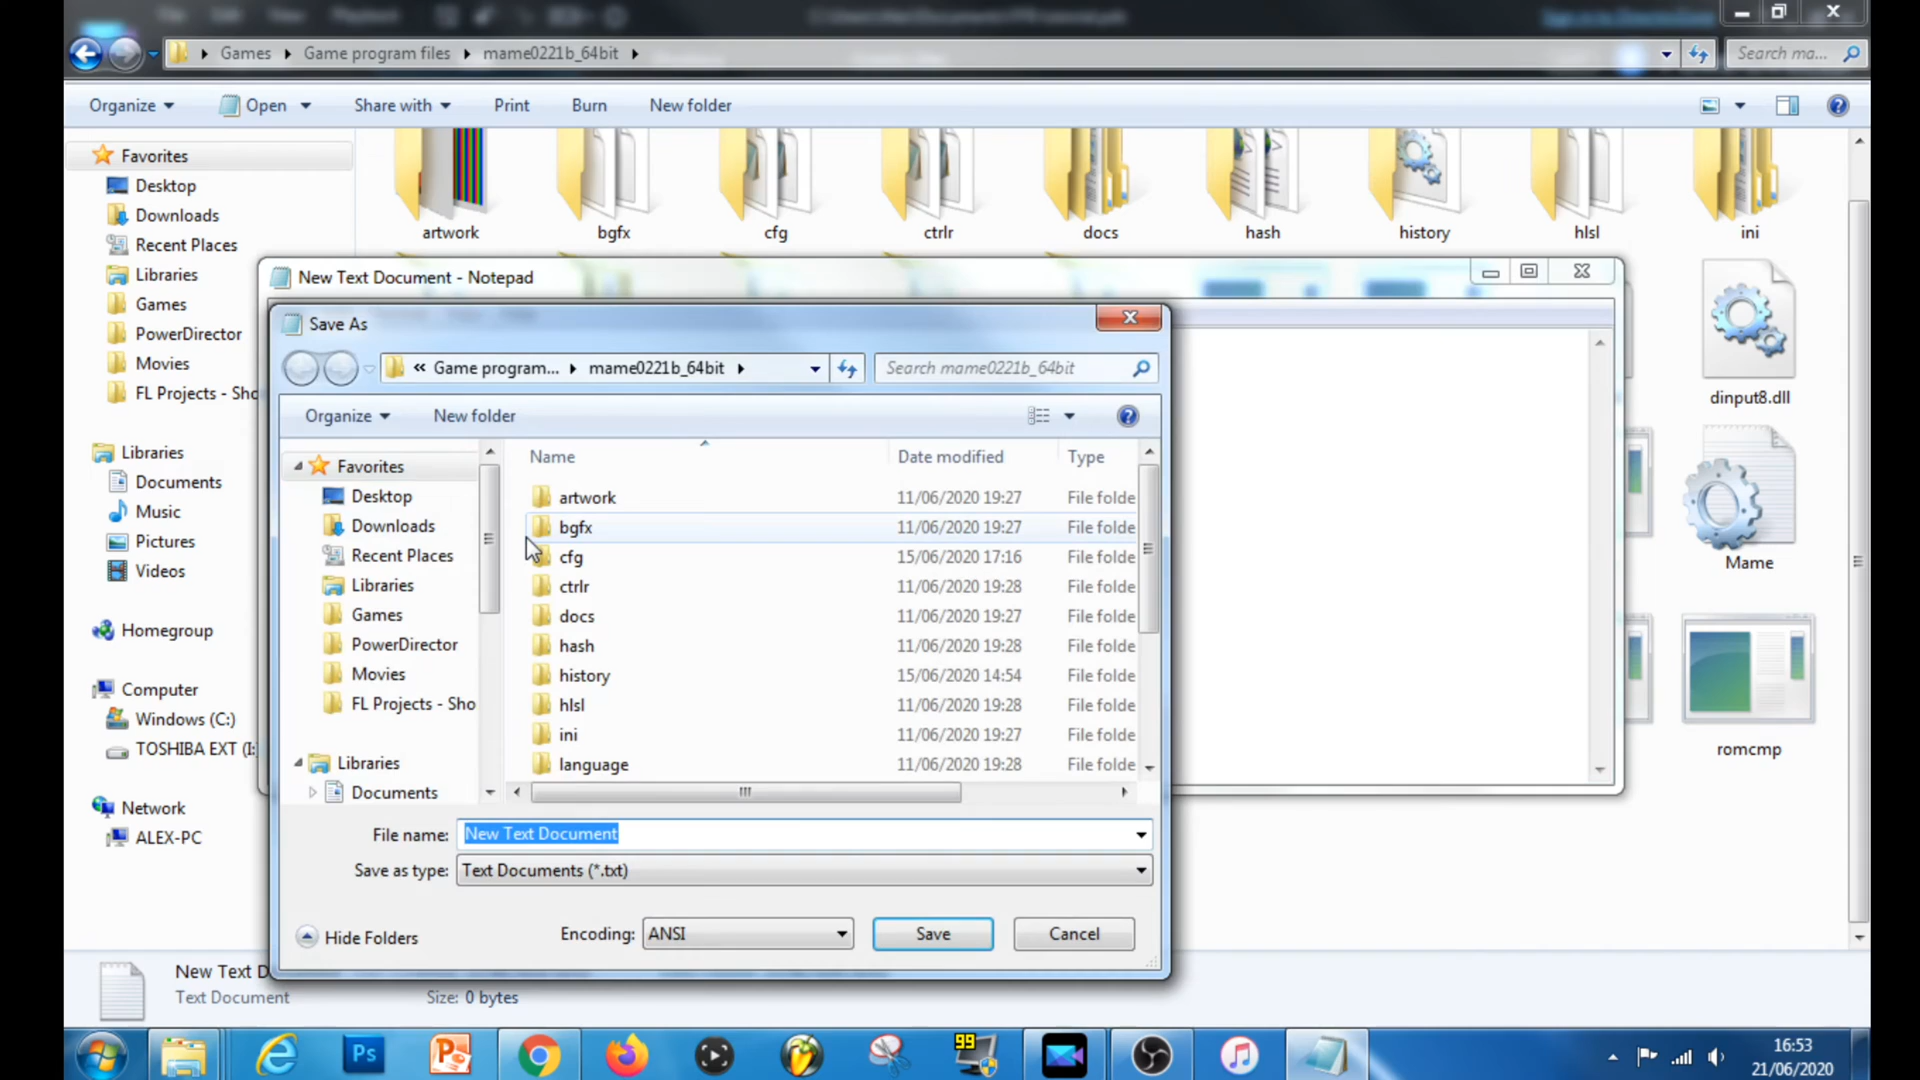 Games ▸ Game program files ▸ mame0221b_64bit ▸
Search ma...
Organize
Open
Share with
Print
Burn
New folder
Favorites
Desktop
Downloads
Recent Places
Libraries
Games
PowerDirector
Movies
FL Projects - Sho
Libraries
Documents
Music
Pictures
Videos
Homegroup
Computer
Windows (C:)
TOSHIBA EXT (I:
Network
ALEX-PC
artwork
bgfx
cfg
ctrlr
docs
hash
history
hlsl
ini
dinput8.dll
Mame
romcmp
New Text Document - Notepad
Save As
« Game program... ▸ mame0221b_64bit ▸
Search mame0221b_64bit
Organize
New folder
Favorites
Desktop
Downloads
Recent Places
Libraries
Games
PowerDirector
Movies
FL Projects - Sho
Libraries
Documents
Name Date modified Type
artwork 11/06/2020 19:27 File folde
bgfx 11/06/2020 19:27 File folde
cfg 15/06/2020 17:16 File folde
ctrlr 11/06/2020 19:28 File folde
docs 11/06/2020 19:27 File folde
hash 11/06/2020 19:28 File folde
history 15/06/2020 14:54 File folde
hlsl 11/06/2020 19:28 File folde
ini 11/06/2020 19:27 File folde
language 11/06/2020 19:28 File folde
File name: New Text Document
Save as type: Text Documents (*.txt)
Hide Folders
Encoding: ANSI
Save
Cancel
New Text D
Text Document
Size: 0 bytes
Ps
99
16:53
21/06/2020